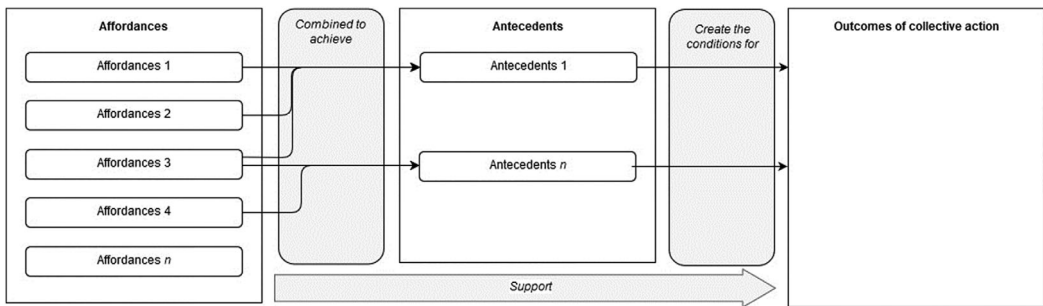 Affordances
Affordances 1
Affordances 2
Affordances 3
Affordances 4
Affordances n
Combined to
achieve
Antecedents
Antecedents 1
Antecedents n
Create the
conditions for
Outcomes of collective action
Support